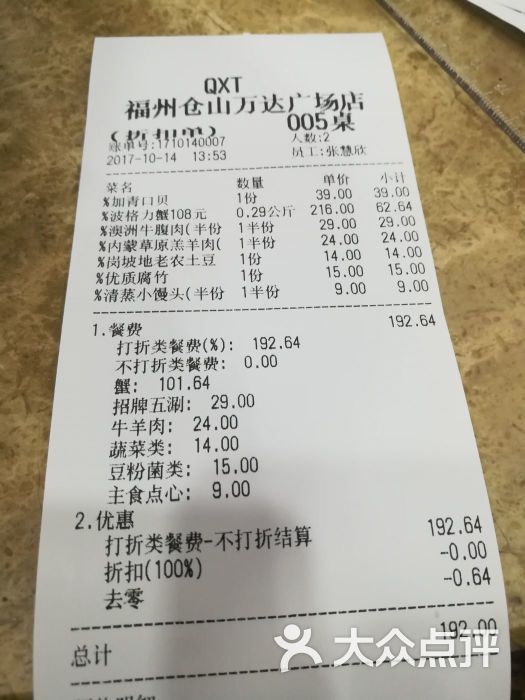 QXT
福州仓山万达广场店
(折扣单) 005桌
账单号:1710140007 人数:2
2017-10-14 13:53 员工:张慧欣
菜名 数量 单价 小计
%加青口贝 1份 39.00 39.00
%波格力蟹108元 0.29公斤 216.00 62.64
%澳洲牛腹肉(半份 1半份 29.00 29.00
%内蒙草原羔羊肉( 1半份 24.00 24.00
%岗坡地老农土豆 1份 14.00 14.00
%优质腐竹 1份 15.00 15.00
%清蒸小馒头(半份 1半份 9.00 9.00
1.餐费 192.64
打折类餐费(%): 192.64
不打折类餐费: 0.00
蟹: 101.64
招牌五涮: 29.00
牛羊肉: 24.00
蔬菜类: 14.00
豆粉菌类: 15.00
主食点心: 9.00
2.优惠
打折类餐费-不打折结算 192.64
折扣(100%) -0.00
去零 -0.64
总计 192.00
大众点评